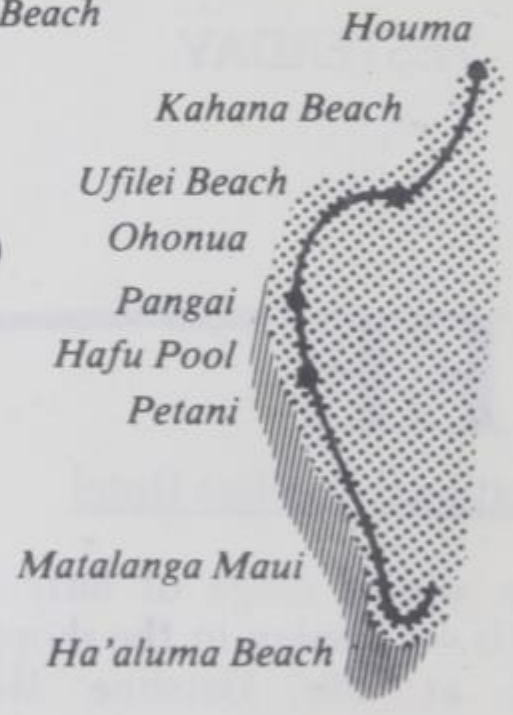 Beach
Houma
Kahana Beach
Ufilei Beach
Ohonua
Pangai
Hafu Pool
Petani
Matalanga Maui
Ha'aluma Beach